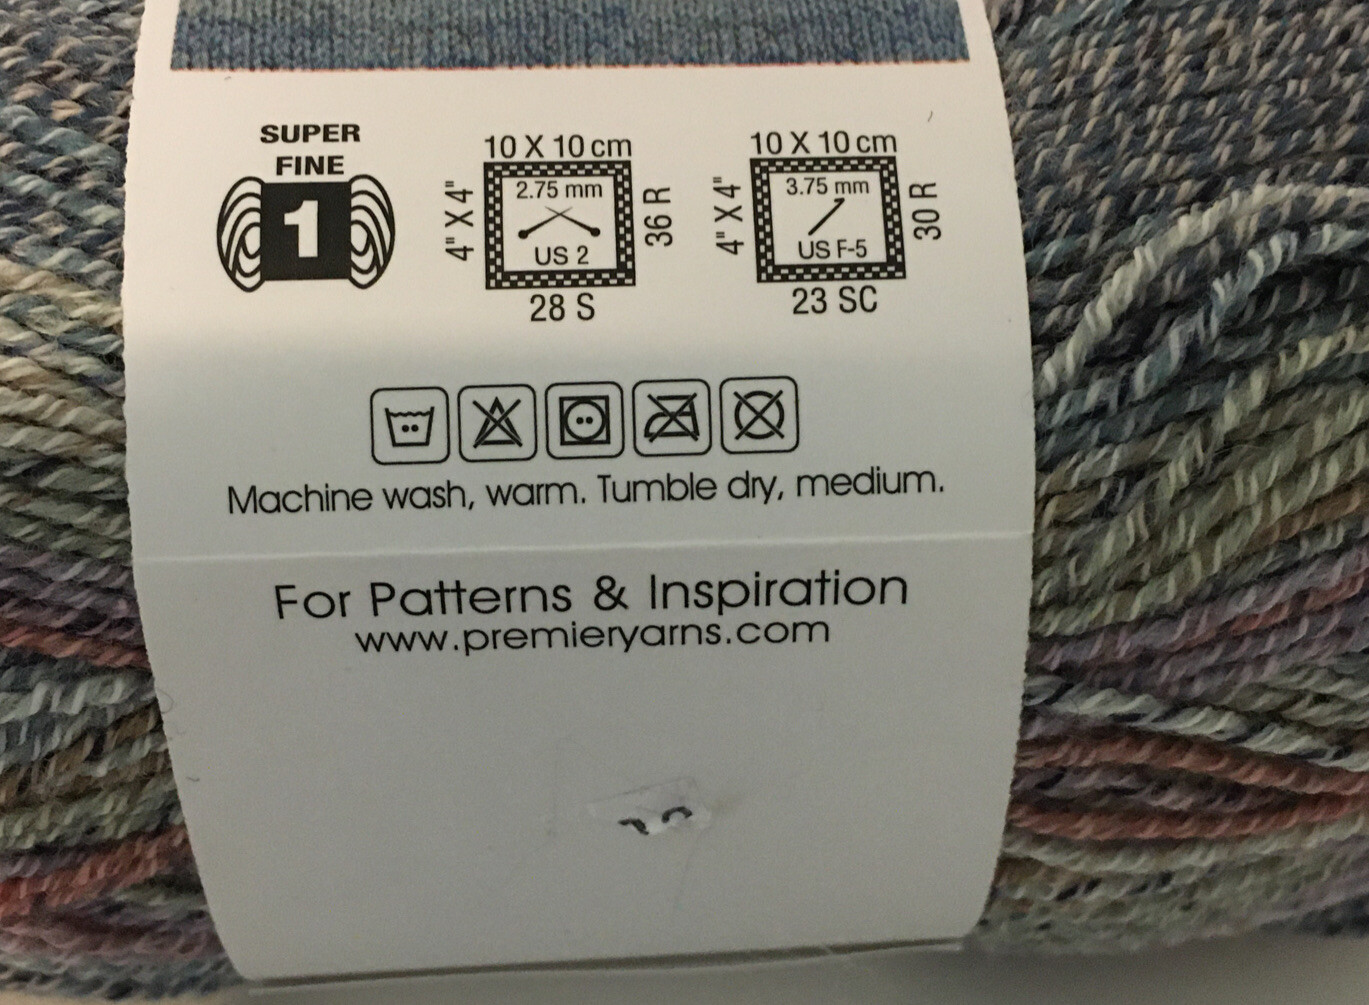 SUPER
FINE
1
10 X 10 cm
4" X 4"
2.75 mm
US 2
36 R
28 S
10 X 10 cm
4" X 4"
3.75 mm
US F-5
30 R
23 SC
Machine wash, warm. Tumble dry, medium.
For Patterns & Inspiration
www.premieryarns.com